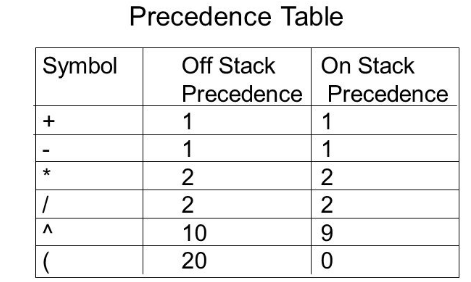 Precedence Table
Symbol Off Stack On Stack
Precedence Precedence
+ 1 1
- 1 1
* 2 2
/ 2 2
^ 10 9
( 20 0